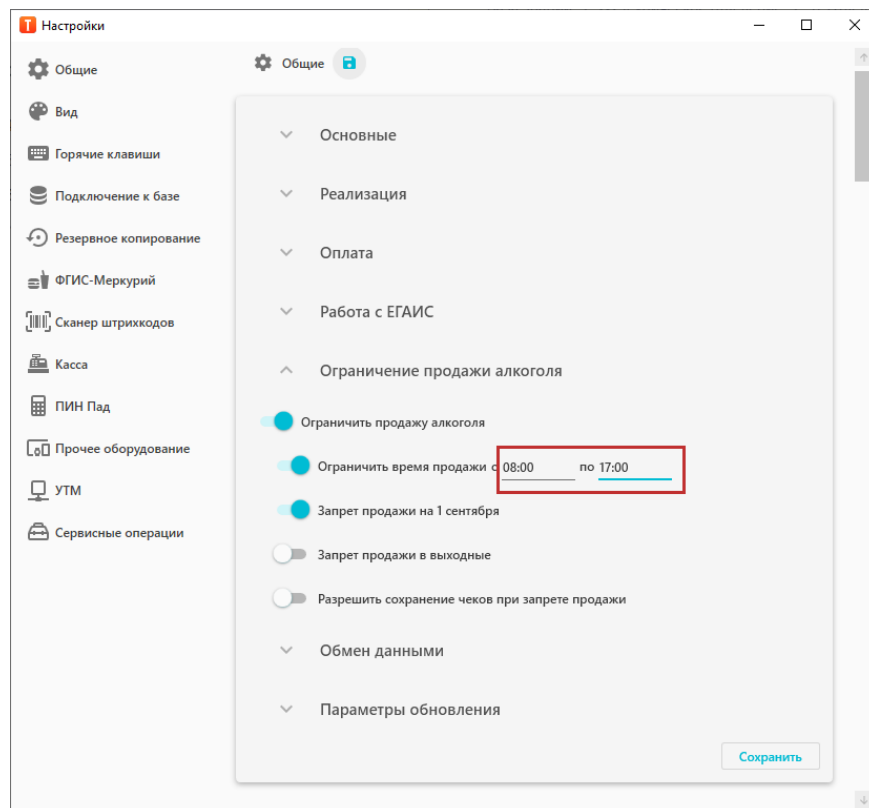 T Настройки
Общие
Вид
Горячие клавиши
Подключение к базе
Резервное копирование
ФГИС-Меркурий
Сканер штрихкодов
Касса
ПИН Пад
Прочее оборудование
УТМ
Сервисные операции
Общие
Основные
Реализация
Оплата
Работа с ЕГАИС
Ограничение продажи алкоголя
Ограничить продажу алкоголя
Ограничить время продажи с 08:00 по 17:00
Запрет продажи на 1 сентября
Запрет продажи в выходные
Разрешить сохранение чеков при запрете продажи
Обмен данными
Параметры обновления
Сохранить